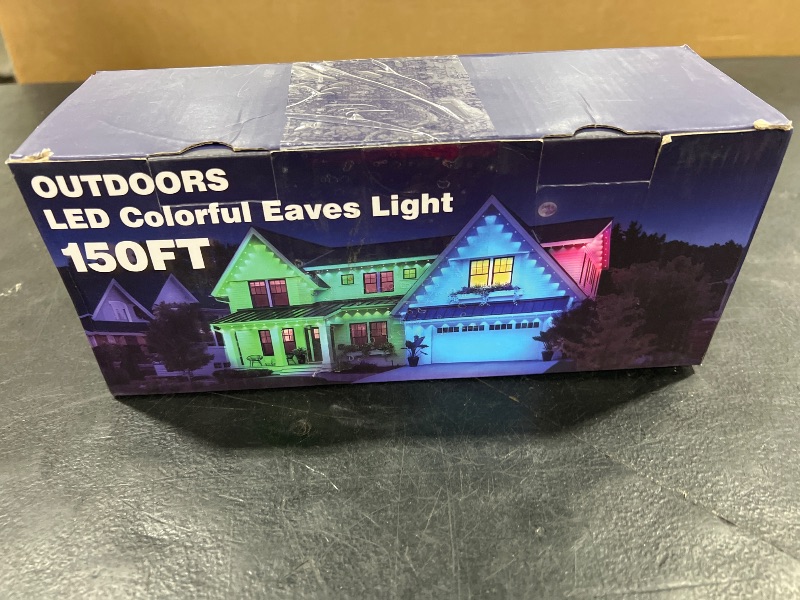 OUTDOORS
LED Colorful Eaves Light
150FT